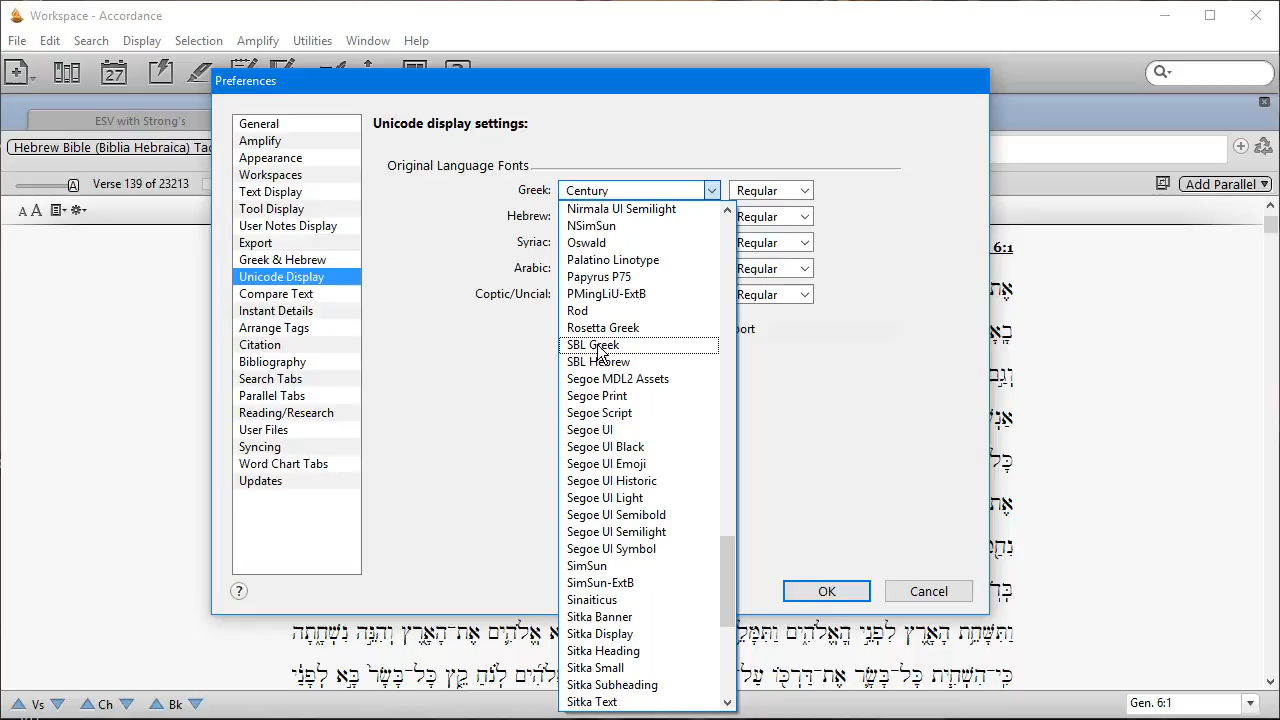 Workspace - Accordance
File Edit Search Display Selection Amplify Utilities Window Help
27
Preferences
ESV with Strong's
Hebrew Bible (Biblia Hebraica) Tag
Verse 139 of 23213
Add Parallel
General
Amplify
Appearance
Workspaces
Text Display
Tool Display
User Notes Display
Export
Greek & Hebrew
Unicode Display
Compare Text
Instant Details
Arrange Tags
Citation
Bibliography
Search Tabs
Parallel Tabs
Reading/Research
User Files
Syncing
Word Chart Tabs
Updates
Unicode display settings:
Original Language Fonts
Greek: Century Regular
Hebrew: Regular
Syriac: Regular
Arabic: Regular
Coptic/Uncial: Regular
Nirmala UI Semilight
NSimSun
Oswald
Palatino Linotype
Papyrus P75
PMingLiU-ExtB
Rod
Rosetta Greek
SBL Greek
SBL Hebrew
Segoe MDL2 Assets
Segoe Print
Segoe Script
Segoe UI
Segoe UI Black
Segoe UI Emoji
Segoe UI Historic
Segoe UI Light
Segoe UI Semibold
Segoe UI Semilight
Segoe UI Symbol
SimSun
SimSun-ExtB
Sinaiticus
Sitka Banner
Sitka Display
Sitka Heading
Sitka Small
Sitka Subheading
Sitka Text
OK Cancel
6:1
וַתִּשָּׁחֵ֥ת הָאָ֖רֶץ לִפְנֵ֣י הָֽאֱלֹהִ֑ים אֱלֹהִ֛ים אֶת־הָאָ֖רֶץ וְהִנֵּ֣ה נִשְׁחָ֑תָה
כִּֽי־הִשְׁחִ֧ית כָּל־בָּשָׂ֛ר אֶת־דַּרְכּ֖וֹ אֱלֹהִ֜ים לְנֹ֗חַ קֵ֤ץ כָּל־בָּשָׂר֙ בָּ֣א לְפָנַ֔י
Vs Ch Bk
Gen. 6:1